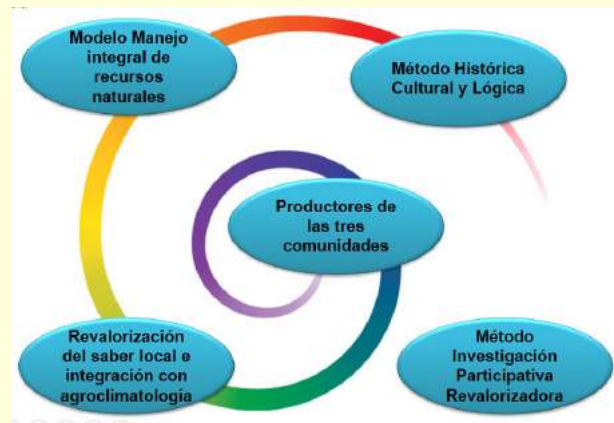 Modelo Manejo
integral de
recursos
naturales
Método Histórica
Cultural y Lógica
Productores de
las tres
comunidades
Revalorización
del saber local e
integración con
agroclimatología
Método
Investigación
Participativa
Revalorizadora